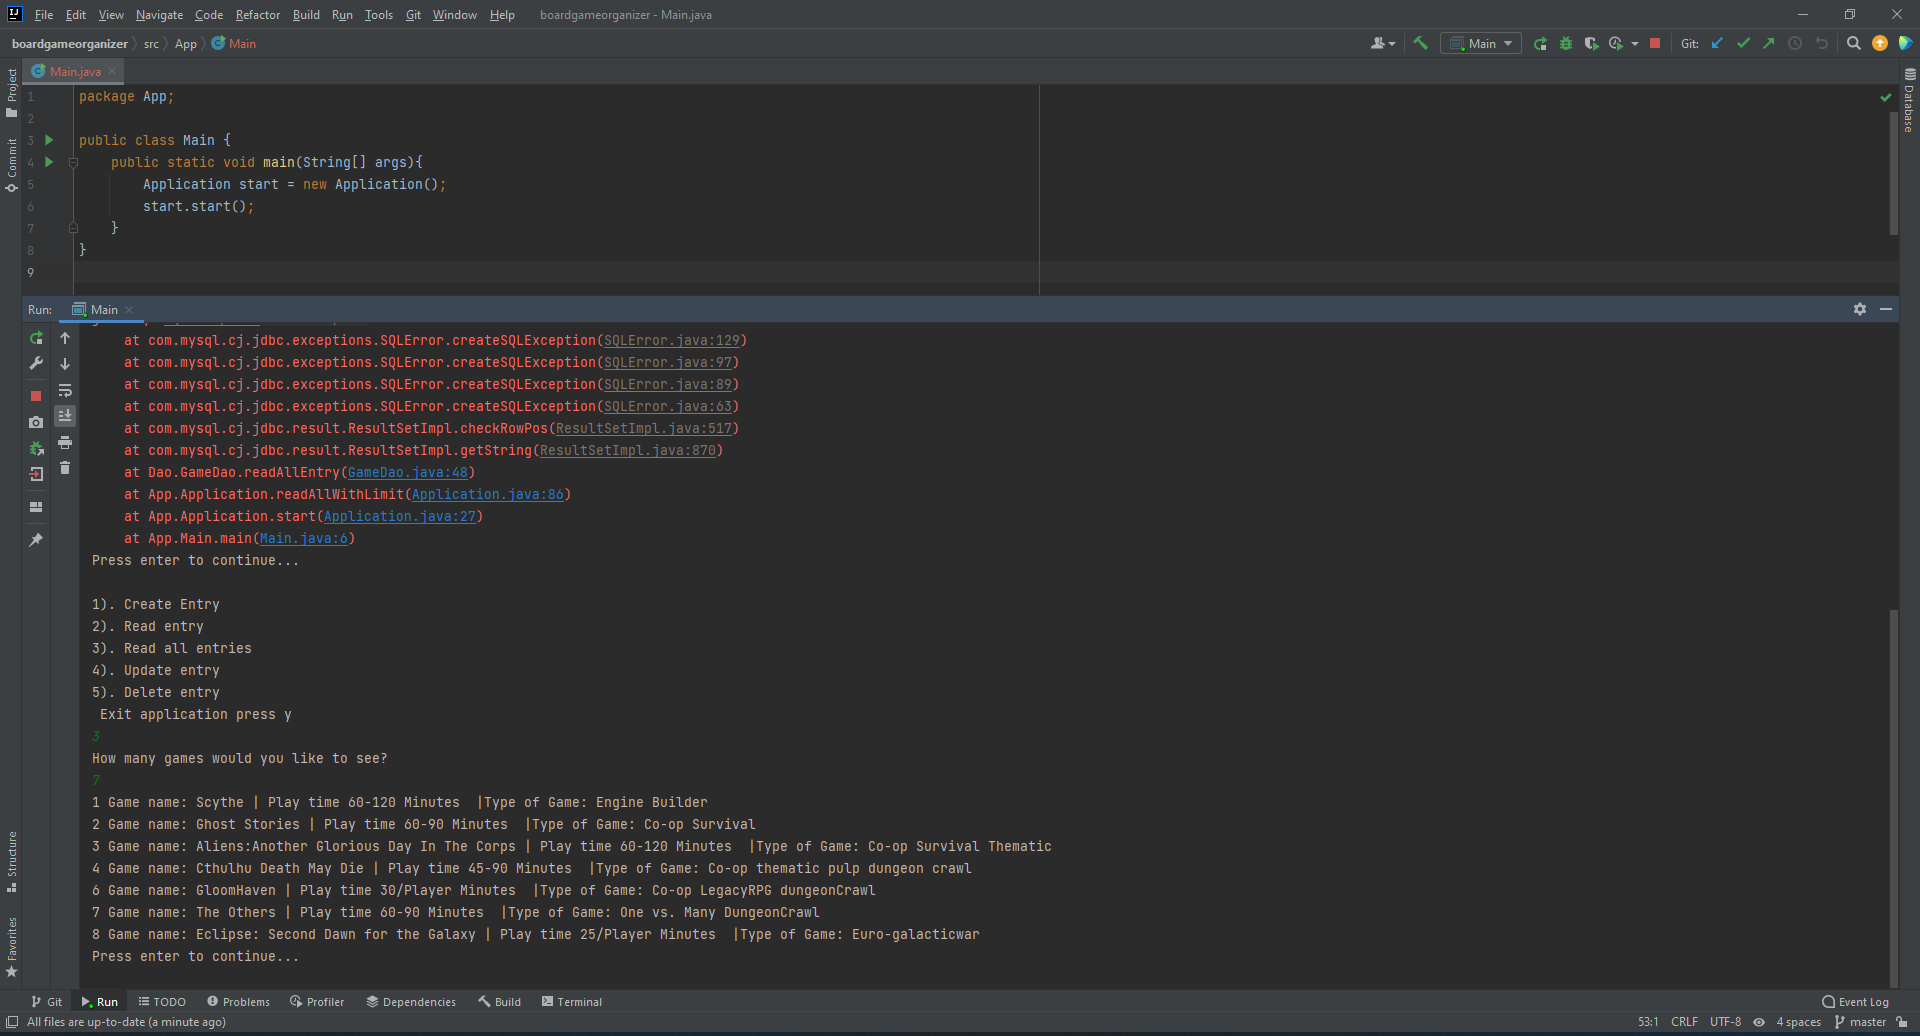 File Edit View Navigate Code Refactor Build Run Tools Git Window Help boardgameorganizer - Main.java
boardgameorganizer src App Main Main Git:
Project
Commit
Structure
Favorites
Database
Main.java
1 package App;
2
3 public class Main {
4 public static void main(String[] args){
5 Application start = new Application();
6 start.start();
7 }
8 }
9
Run: Main
at com.mysql.cj.jdbc.exceptions.SQLError.createSQLException(SQLError.java:129)
at com.mysql.cj.jdbc.exceptions.SQLError.createSQLException(SQLError.java:97)
at com.mysql.cj.jdbc.exceptions.SQLError.createSQLException(SQLError.java:89)
at com.mysql.cj.jdbc.exceptions.SQLError.createSQLException(SQLError.java:63)
at com.mysql.cj.jdbc.result.ResultSetImpl.checkRowPos(ResultSetImpl.java:517)
at com.mysql.cj.jdbc.result.ResultSetImpl.getString(ResultSetImpl.java:870)
at Dao.GameDao.readAllEntry(GameDao.java:48)
at App.Application.readAllWithLimit(Application.java:86)
at App.Application.start(Application.java:27)
at App.Main.main(Main.java:6)
Press enter to continue...
1). Create Entry
2). Read entry
3). Read all entries
4). Update entry
5). Delete entry
Exit application press y
3
How many games would you like to see?
7
1 Game name: Scythe | Play time 60-120 Minutes |Type of Game: Engine Builder
2 Game name: Ghost Stories | Play time 60-90 Minutes |Type of Game: Co-op Survival
3 Game name: Aliens:Another Glorious Day In The Corps | Play time 60-120 Minutes |Type of Game: Co-op Survival Thematic
4 Game name: Cthulhu Death May Die | Play time 45-90 Minutes |Type of Game: Co-op thematic pulp dungeon crawl
6 Game name: GloomHaven | Play time 30/Player Minutes |Type of Game: Co-op LegacyRPG dungeonCrawl
7 Game name: The Others | Play time 60-90 Minutes |Type of Game: One vs. Many DungeonCrawl
8 Game name: Eclipse: Second Dawn for the Galaxy | Play time 25/Player Minutes |Type of Game: Euro-galacticwar
Press enter to continue...
Git Run TODO Problems Profiler Dependencies Build Terminal Event Log
All files are up-to-date (a minute ago) 53:1 CRLF UTF-8 4 spaces master